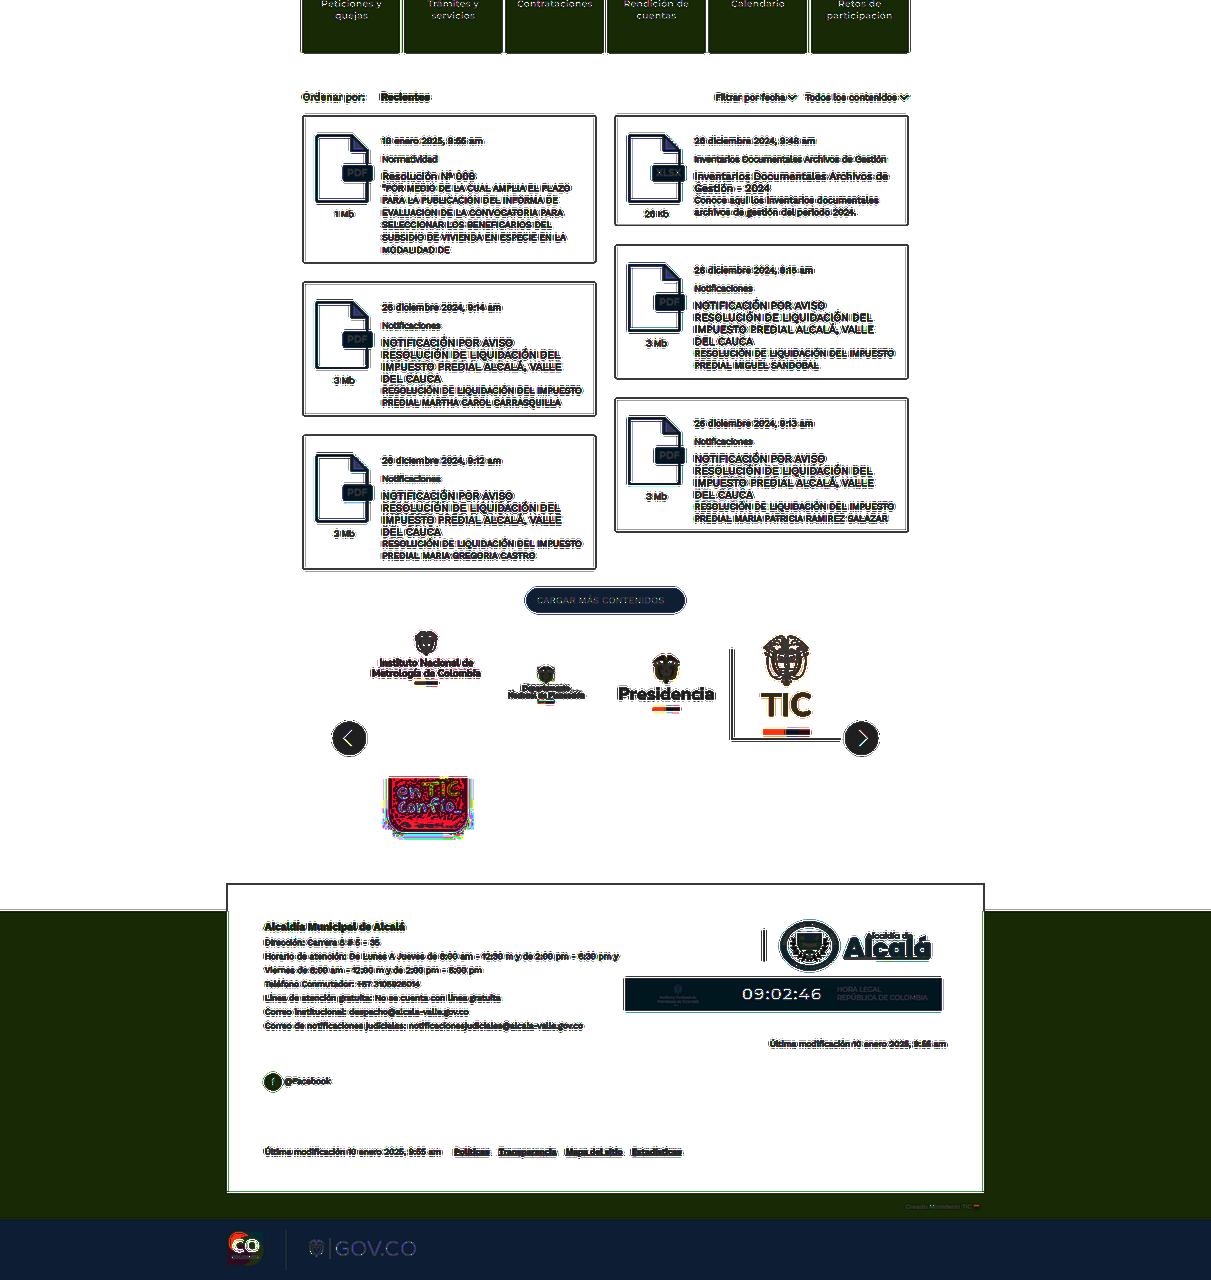 Peticiones y
quejas
Trámites y
servicios
Contrataciones
Rendición de
cuentas
Calendario
Retos de
participación
Ordenar por: Recientes
Filtrar por fecha Todos los contenidos
10 enero 2025, 9:55 am
Normatividad
PDF
Resolución Nº 006
"POR MEDIO DE LA CUAL AMPLIA EL PLAZO
PARA LA PUBLICACIÓN DEL INFORMA DE
EVALUACION DE LA CONVOCATORIA PARA
SELECCIONAR LOS BENEFICARIOS DEL
SUBSIDIO DE VIVIENDA EN ESPECIE EN LA
MODALIDAD DE
1 Mb
26 diciembre 2024, 9:48 am
Inventarios Documentales Archivos de Gestión
XLSX
Inventarios Documentales Archivos de
Gestión - 2024
Conoce aquí los inventarios documentales
archivos de gestión del periodo 2024.
26 Kb
26 diciembre 2024, 9:14 am
Notificaciones
PDF
NOTIFICACIÓN POR AVISO
RESOLUCIÓN DE LIQUIDACIÓN DEL
IMPUESTO PREDIAL ALCALÁ, VALLE
DEL CAUCA
RESOLUCIÓN DE LIQUIDACIÓN DEL IMPUESTO
PREDIAL MARTHA CAROL CARRASQUILLA
3 Mb
26 diciembre 2024, 9:15 am
Notificaciones
PDF
NOTIFICACIÓN POR AVISO
RESOLUCIÓN DE LIQUIDACIÓN DEL
IMPUESTO PREDIAL ALCALÁ, VALLE
DEL CAUCA
RESOLUCIÓN DE LIQUIDACIÓN DEL IMPUESTO
PREDIAL MIGUEL SANDOBAL
3 Mb
26 diciembre 2024, 9:12 am
Notificaciones
PDF
NOTIFICACIÓN POR AVISO
RESOLUCIÓN DE LIQUIDACIÓN DEL
IMPUESTO PREDIAL ALCALÁ, VALLE
DEL CAUCA
RESOLUCIÓN DE LIQUIDACIÓN DEL IMPUESTO
PREDIAL MARIA GREGORIA CASTRO
3 Mb
26 diciembre 2024, 9:13 am
Notificaciones
PDF
NOTIFICACIÓN POR AVISO
RESOLUCIÓN DE LIQUIDACIÓN DEL
IMPUESTO PREDIAL ALCALÁ, VALLE
DEL CAUCA
RESOLUCIÓN DE LIQUIDACIÓN DEL IMPUESTO
PREDIAL MARIA PATRICIA RAMIREZ SALAZAR
3 Mb
CARGAR MÁS CONTENIDOS
Instituto Nacional de
Metrología de Colombia
Departamento
Nacional de Planeación
Presidencia
TIC
en TIC
confío
Alcaldía Municipal de Alcalá
Dirección: Carrera 8 # 5 - 35
Horario de atención: De Lunes A Jueves de 8:00 am - 12:30 m y de 2:00 pm - 6:30 pm y
Viernes de 8:00 am - 12:00 m y de 2:00 pm - 5:00 pm
Teléfono Conmutador: +57 3105926014
Línea de atención gratuita: No se cuenta con línea gratuita
Correo institucional: despacho@alcala-valle.gov.co
Correo de notificaciones judiciales: notificacionesjudiciales@alcala-valle.gov.co
Alcaldía de
Alcalá
09:02:46
HORA LEGAL
REPÚBLICA DE COLOMBIA
Última modificación 10 enero 2025, 9:55 am
@Facebook
Última modificación 10 enero 2025, 9:55 am Políticas Transparencia Mapa del sitio Estadísticas
CO
GOV.CO